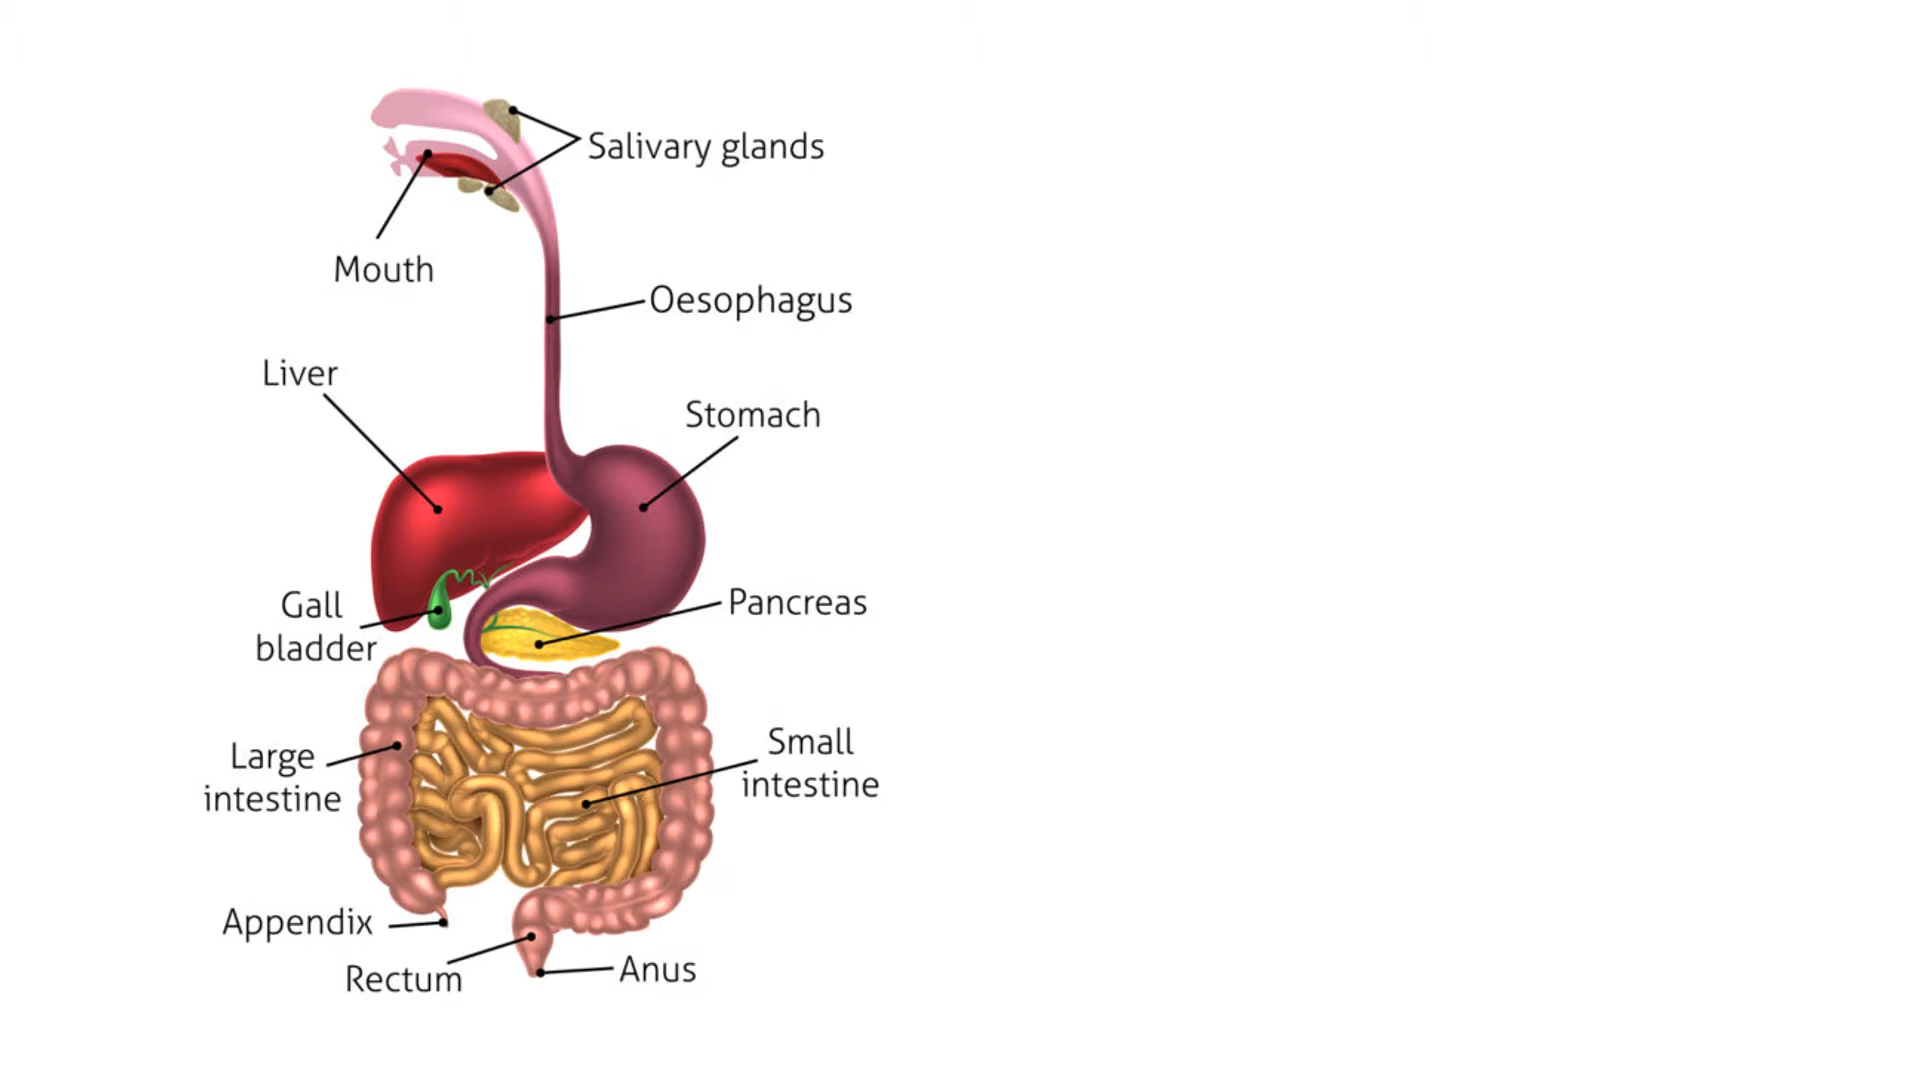 Salivary glands
Mouth
Oesophagus
Liver
Stomach
Gall
bladder
Pancreas
Large
intestine
Small
intestine
Appendix
Rectum
Anus